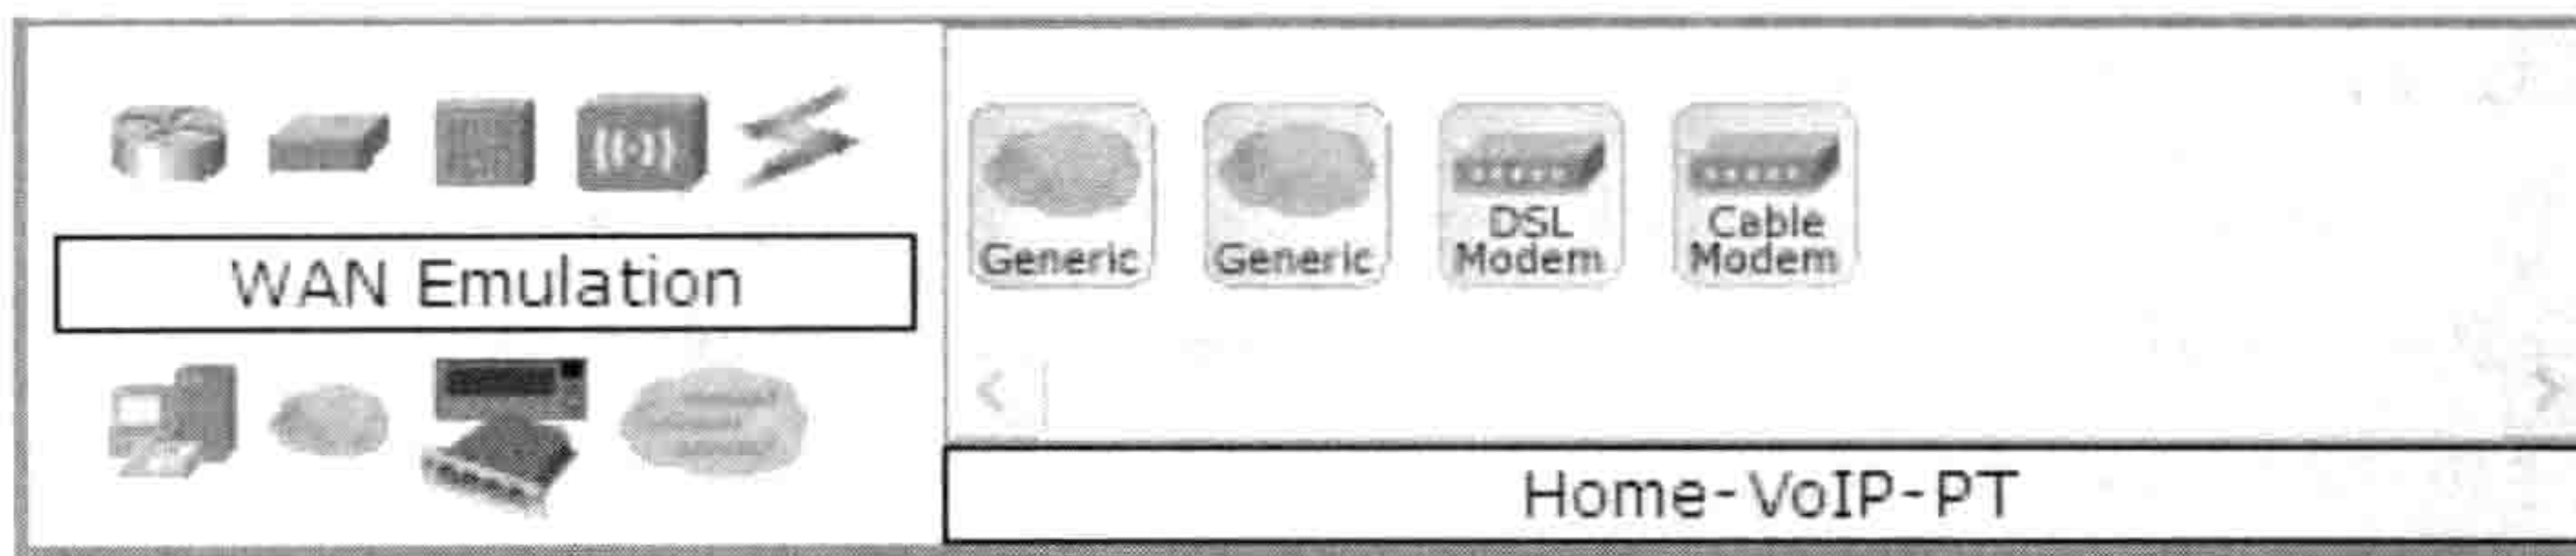 WAN Emulation
Generic
Generic
DSL
Modem
Cable
Modem
Home-VoIP-PT